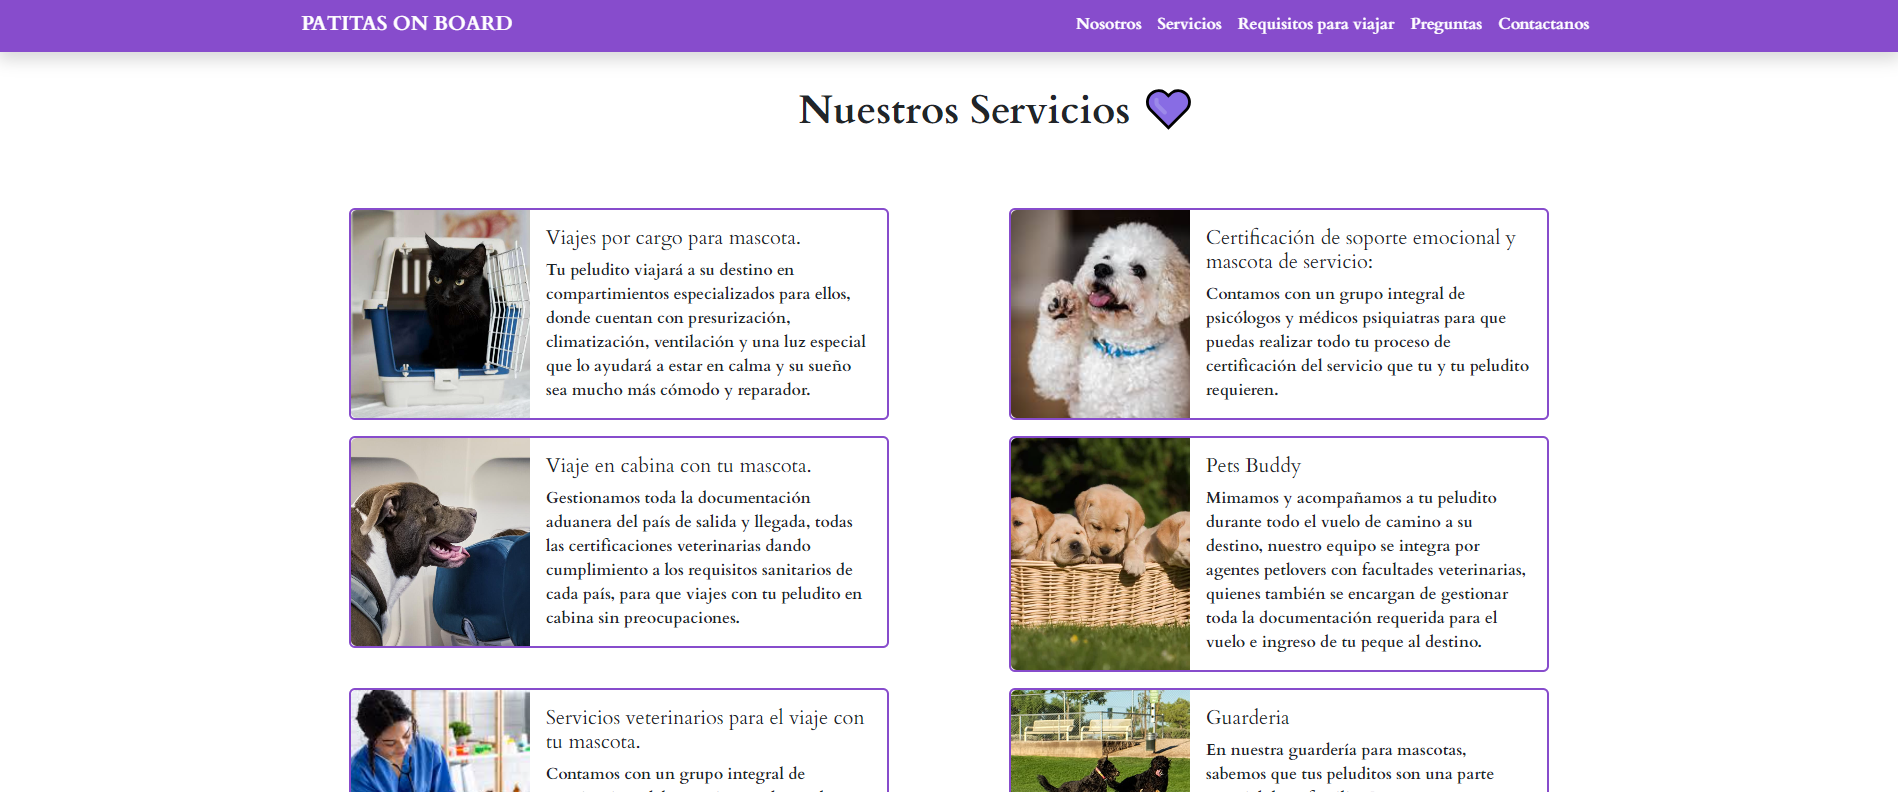 PATITAS ON BOARD
Nosotros Servicios Requisitos para viajar Preguntas Contactanos
Nuestros Servicios
Viajes por cargo para mascota.
Tu peludito viajará a su destino en
compartimientos especializados para ellos,
donde cuentan con presurización,
climatización, ventilación y una luz especial
que lo ayudará a estar en calma y su sueño
sea mucho más cómodo y reparador.
Certificación de soporte emocional y
mascota de servicio:
Contamos con un grupo integral de
psicólogos y médicos psiquiatras para que
puedas realizar todo tu proceso de
certificación del servicio que tu y tu peludito
requieren.
Viaje en cabina con tu mascota.
Gestionamos toda la documentación
aduanera del país de salida y llegada, todas
las certificaciones veterinarias dando
cumplimiento a los requisitos sanitarios de
cada país, para que viajes con tu peludito en
cabina sin preocupaciones.
Pets Buddy
Mimamos y acompañamos a tu peludito
durante todo el vuelo de camino a su
destino, nuestro equipo se integra por
agentes petlovers con facultades veterinarias,
quienes también se encargan de gestionar
toda la documentación requerida para el
vuelo e ingreso de tu peque al destino.
Servicios veterinarios para el viaje con
tu mascota.
Contamos con un grupo integral de
Guarderia
En nuestra guardería para mascotas,
sabemos que tus peluditos son una parte